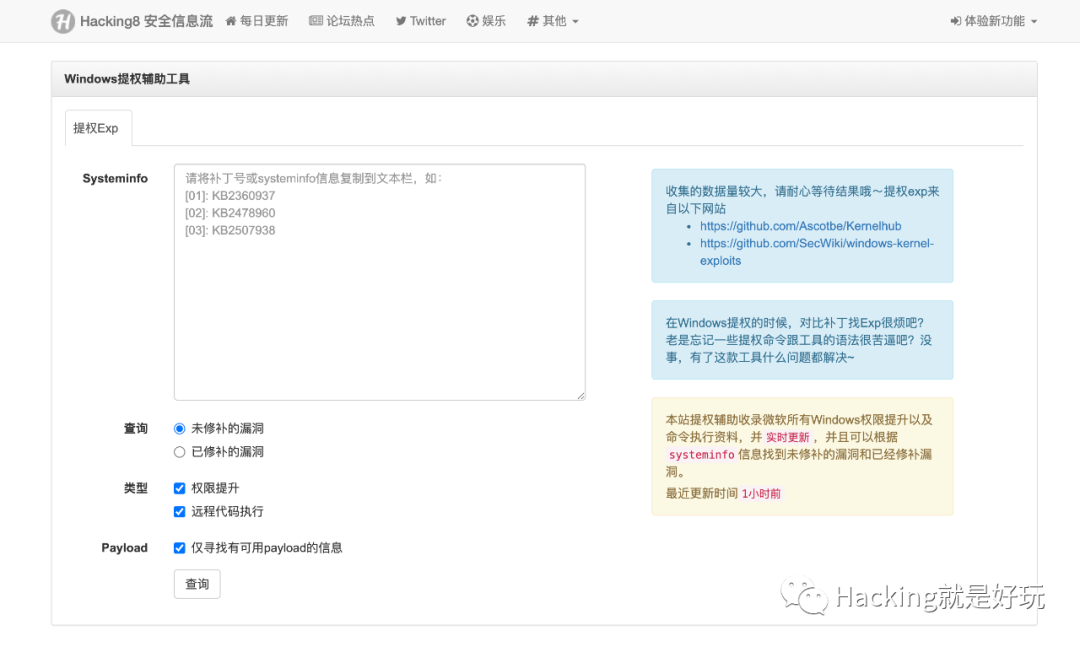 Hacking8 安全信息流 每日更新 论坛热点 Twitter 娱乐 其他 体验新功能
Windows提权辅助工具
提权Exp
Systeminfo
请将补丁号或systeminfo信息复制到文本栏，如：
[01]: KB2360937
[02]: KB2478960
[03]: KB2507938
收集的数据量较大，请耐心等待结果哦～提权exp来
自以下网站
https://github.com/Ascotbe/Kernelhub
https://github.com/SecWiki/windows-kernel-
exploits
在Windows提权的时候，对比补丁找Exp很烦吧？
老是忘记一些提权命令跟工具的语法很苦逼吧？没
事，有了这款工具什么问题都解决~
本站提权辅助收录微软所有Windows权限提升以及
命令执行资料，并 实时更新 ，并且可以根据
systeminfo 信息找到未修补的漏洞和已经修补漏
洞。
最近更新时间 1小时前
查询 未修补的漏洞
已修补的漏洞
类型 权限提升
远程代码执行
Payload 仅寻找有可用payload的信息
查询
Hacking就是好玩